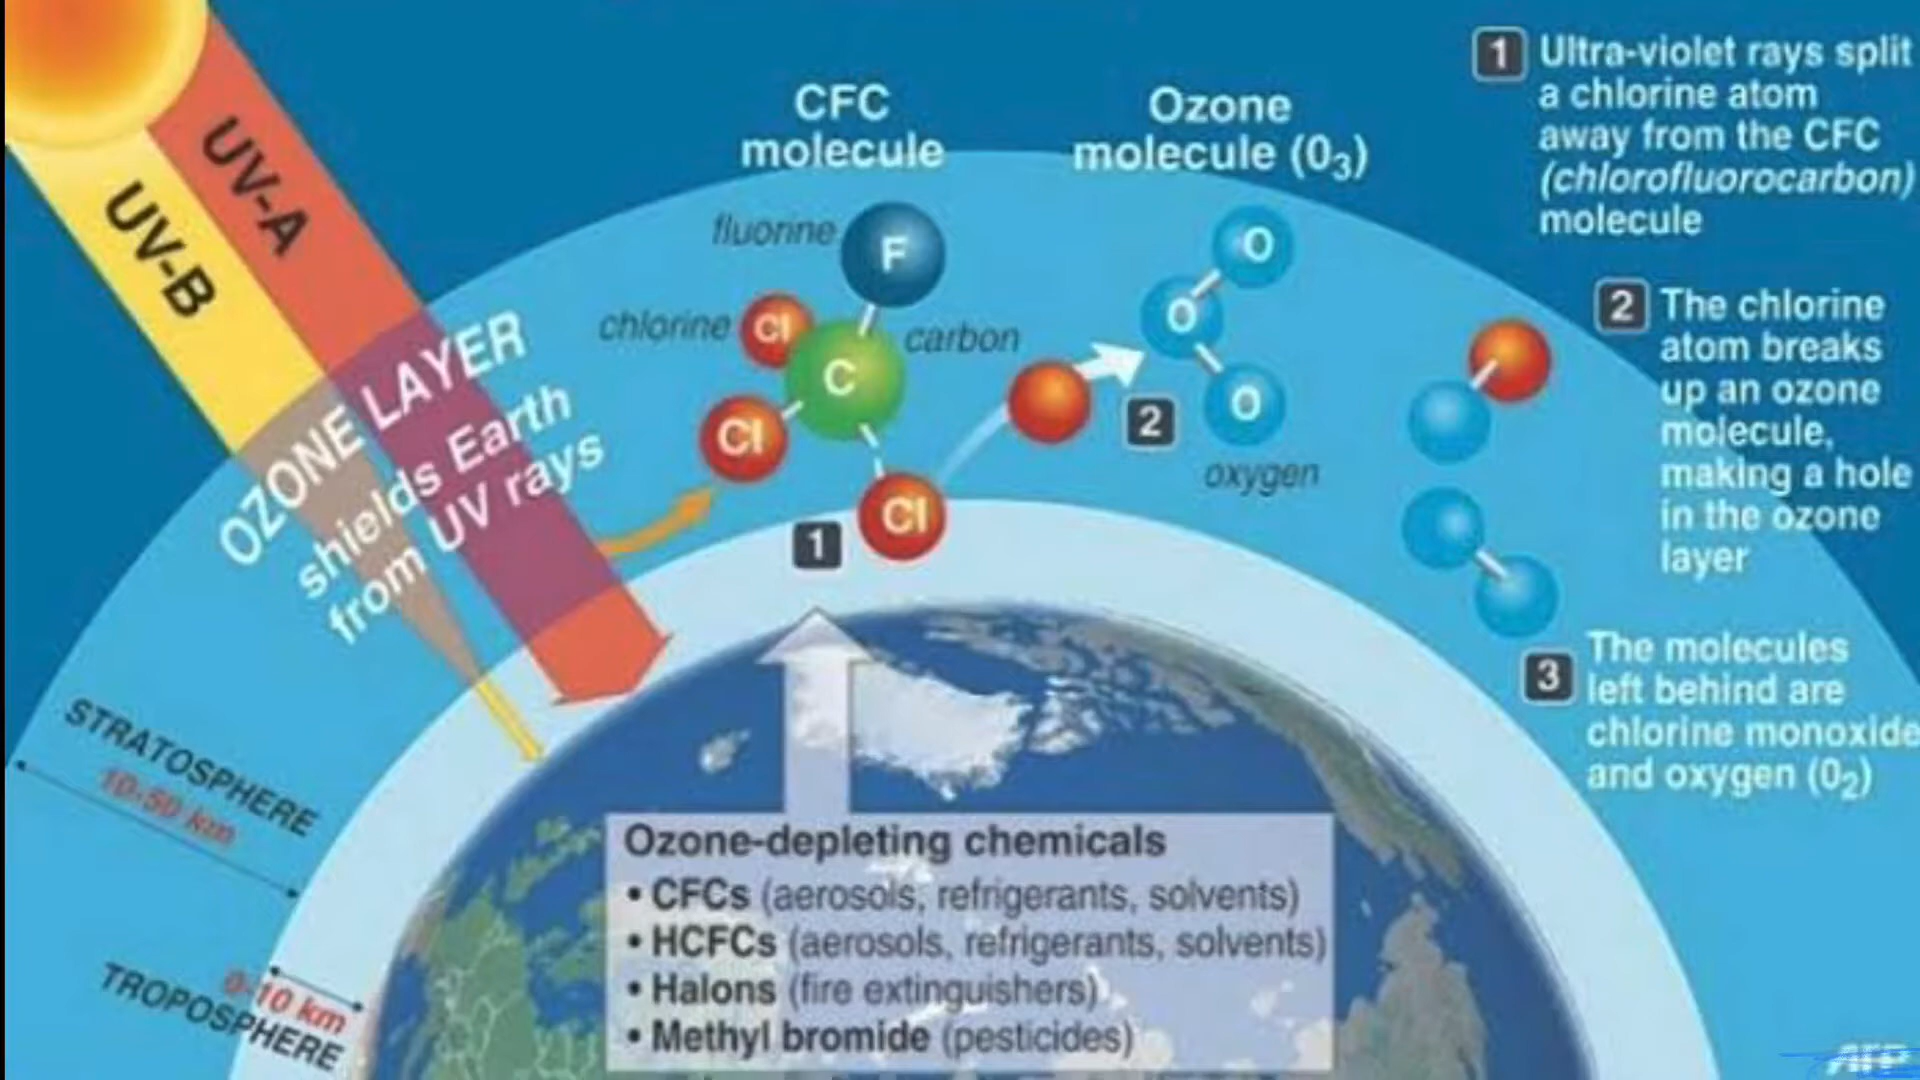 UV-A
UV-B
OZONE LAYER
shields Earth
from UV rays
STRATOSPHERE
10-50 km
0-10 km
TROPOSPHERE
CFC
molecule
fluorine
F
chlorine
Cl
carbon
C
Cl
Cl
1
Ozone
molecule (03)
O
O
O
2
oxygen
1 Ultra-violet rays split
a chlorine atom
away from the CFC
(chlorofluorocarbon)
molecule
2 The chlorine
atom breaks
up an ozone
molecule,
making a hole
in the ozone
layer
3 The molecules
left behind are
chlorine monoxide
and oxygen (02)
Ozone-depleting chemicals
• CFCs (aerosols, refrigerants, solvents)
• HCFCs (aerosols, refrigerants, solvents)
• Halons (fire extinguishers)
• Methyl bromide (pesticides)
AFP